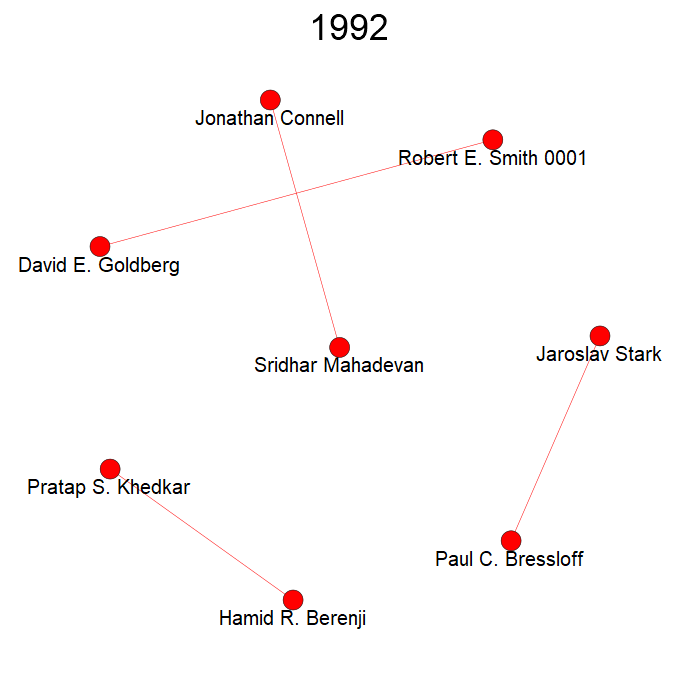 1992
Jonathan Connell
Robert E. Smith 0001
David E. Goldberg
Jaroslav Stark
Sridhar Mahadevan
Pratap S. Khedkar
Paul C. Bressloff
Hamid R. Berenji